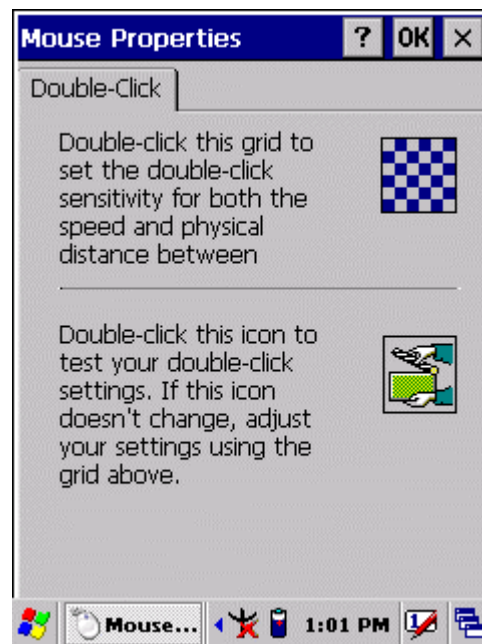 Mouse Properties ? OK ×
Double-Click
Double-click this grid to
set the double-click
sensitivity for both the
speed and physical
distance between
Double-click this icon to
test your double-click
settings. If this icon
doesn't change, adjust
your settings using the
grid above.
Mouse... 1:01 PM